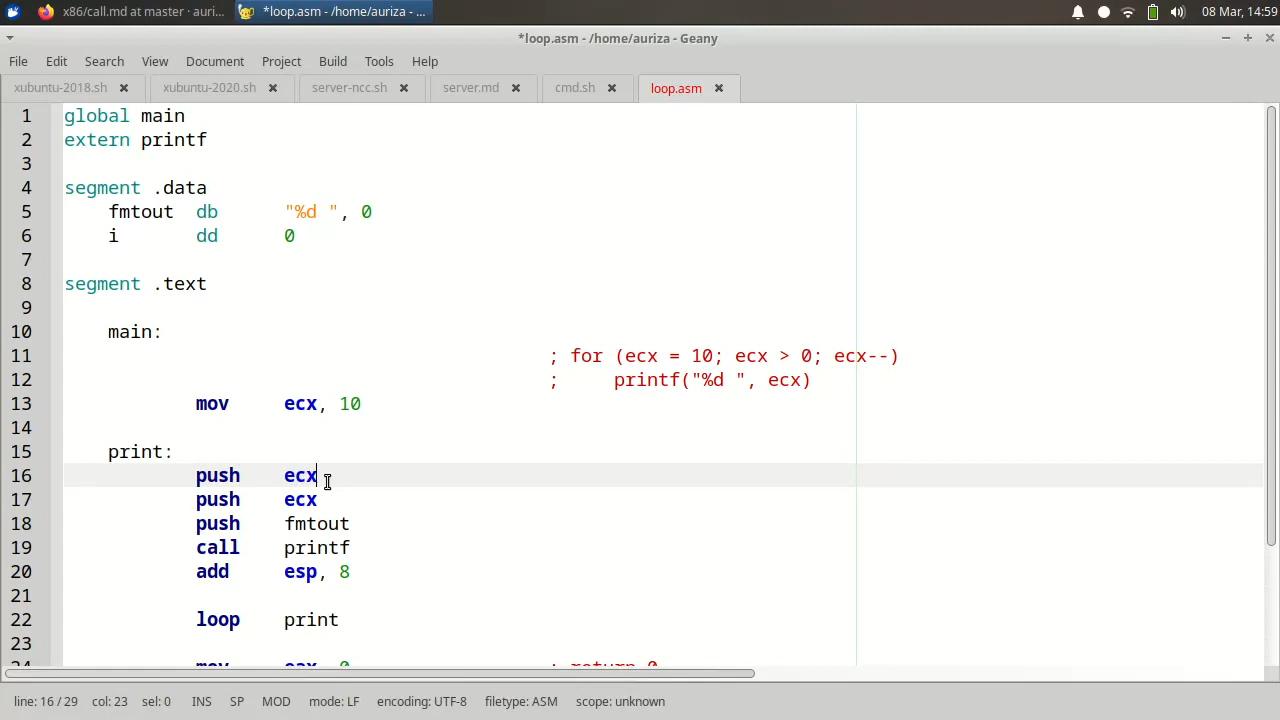 x86/call.md at master · auri...
*loop.asm - /home/auriza - ...
08 Mar, 14:59
*loop.asm - /home/auriza - Geany
File Edit Search View Document Project Build Tools Help
xubuntu-2018.sh xubuntu-2020.sh server-ncc.sh server.md cmd.sh loop.asm
1 global main
2 extern printf
3
4 segment .data
5 fmtout db "%d ", 0
6 i dd 0
7
8 segment .text
9
10 main:
11 ; for (ecx = 10; ecx > 0; ecx--)
12 ; printf("%d ", ecx)
13 mov ecx, 10
14
15 print:
16 push ecx
17 push ecx
18 push fmtout
19 call printf
20 add esp, 8
21
22 loop print
23
24 mov eax, 0 ; return 0
line: 16 / 29 col: 23 sel: 0 INS SP MOD mode: LF encoding: UTF-8 filetype: ASM scope: unknown